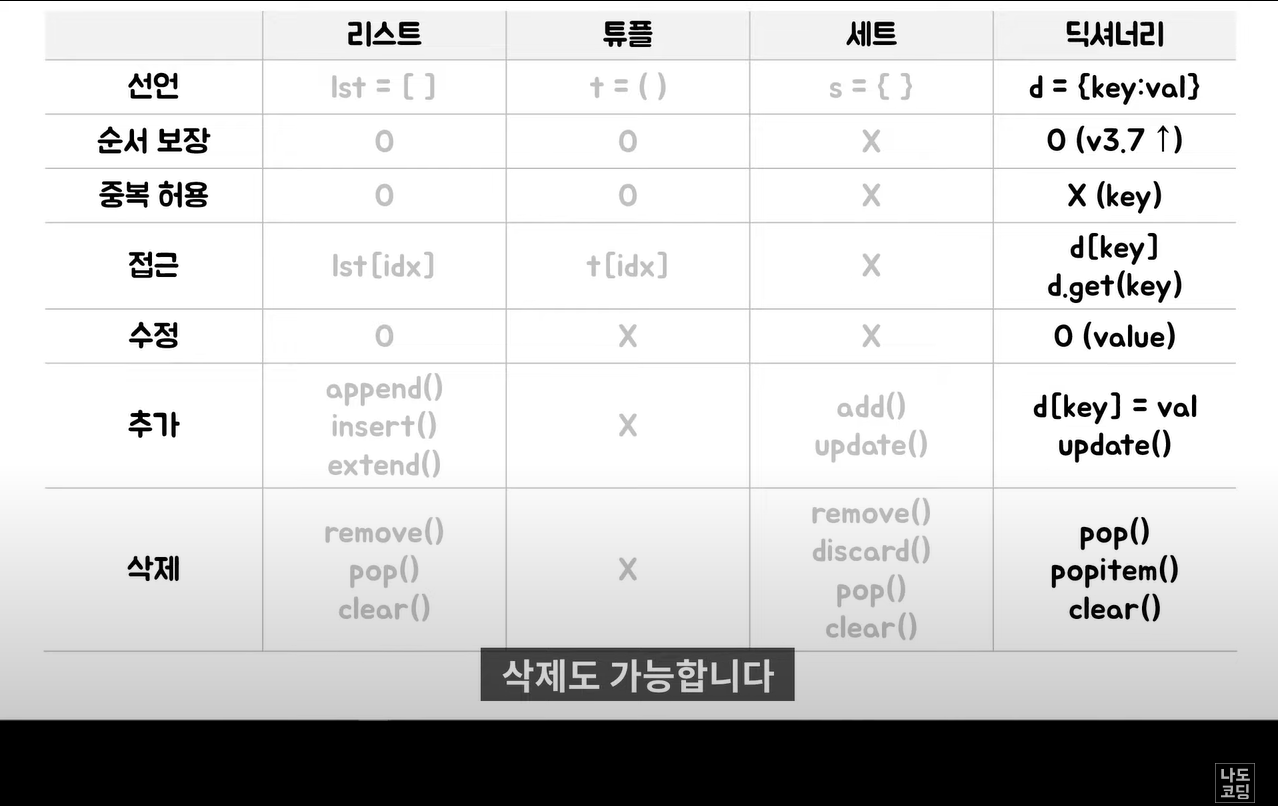 리스트 튜플 세트 딕셔너리
선언 lst = [ ] t = ( ) s = { } d = {key:val}
순서 보장 O O X O (v3.7 ↑)
중복 허용 O O X X (key)
접근 lst[idx] t[idx] X d[key]
d.get(key)
수정 O X X O (value)
추가 append()
insert()
extend()
X
add()
update()
d[key] = val
update()
삭제 remove()
pop()
clear()
X
remove()
discard()
pop()
clear()
pop()
popitem()
clear()
삭제도 가능합니다
나도
코딩